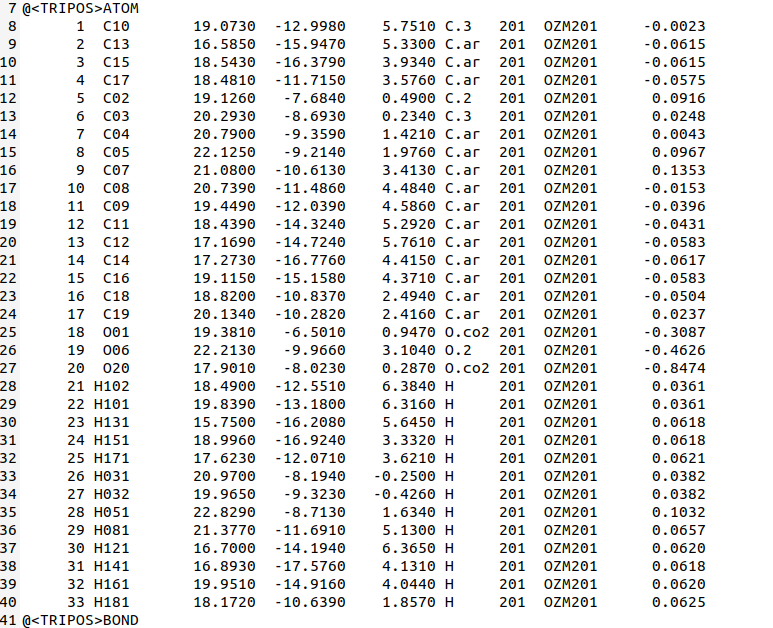 7 @<TRIPOS>ATOM
8 1 C10 19.0730 -12.9980 5.7510 C.3 201 OZM201 -0.0023
9 2 C13 16.5850 -15.9470 5.3300 C.ar 201 OZM201 -0.0615
10 3 C15 18.5430 -16.3790 3.9340 C.ar 201 OZM201 -0.0615
11 4 C17 18.4810 -11.7150 3.5760 C.ar 201 OZM201 -0.0575
12 5 C02 19.1260 -7.6840 0.4900 C.2 201 OZM201 0.0916
13 6 C03 20.2930 -8.6930 0.2340 C.3 201 OZM201 0.0248
14 7 C04 20.7900 -9.3590 1.4210 C.ar 201 OZM201 0.0043
15 8 C05 22.1250 -9.2140 1.9760 C.ar 201 OZM201 0.0967
16 9 C07 21.0800 -10.6130 3.4130 C.ar 201 OZM201 0.1353
17 10 C08 20.7390 -11.4860 4.4840 C.ar 201 OZM201 -0.0153
18 11 C09 19.4490 -12.0390 4.5860 C.ar 201 OZM201 -0.0396
19 12 C11 18.4390 -14.3240 5.2920 C.ar 201 OZM201 -0.0431
20 13 C12 17.1690 -14.7240 5.7610 C.ar 201 OZM201 -0.0583
21 14 C14 17.2730 -16.7760 4.4150 C.ar 201 OZM201 -0.0617
22 15 C16 19.1150 -15.1580 4.3710 C.ar 201 OZM201 -0.0583
23 16 C18 18.8200 -10.8370 2.4940 C.ar 201 OZM201 -0.0504
24 17 C19 20.1340 -10.2820 2.4160 C.ar 201 OZM201 0.0237
25 18 O01 19.3810 -6.5010 0.9470 O.co2 201 OZM201 -0.3087
26 19 O06 22.2130 -9.9660 3.1040 O.2 201 OZM201 -0.4626
27 20 O20 17.9010 -8.0230 0.2870 O.co2 201 OZM201 -0.8474
28 21 H102 18.4900 -12.5510 6.3840 H 201 OZM201 0.0361
29 22 H101 19.8390 -13.1800 6.3160 H 201 OZM201 0.0361
30 23 H131 15.7500 -16.2080 5.6450 H 201 OZM201 0.0618
31 24 H151 18.9960 -16.9240 3.3320 H 201 OZM201 0.0618
32 25 H171 17.6230 -12.0710 3.6210 H 201 OZM201 0.0621
33 26 H031 20.9700 -8.1940 -0.2500 H 201 OZM201 0.0382
34 27 H032 19.9650 -9.3230 -0.4260 H 201 OZM201 0.0382
35 28 H051 22.8290 -8.7130 1.6340 H 201 OZM201 0.1032
36 29 H081 21.3770 -11.6910 5.1300 H 201 OZM201 0.0657
37 30 H121 16.7000 -14.1940 6.3650 H 201 OZM201 0.0620
38 31 H141 16.8930 -17.5760 4.1310 H 201 OZM201 0.0618
39 32 H161 19.9510 -14.9160 4.0440 H 201 OZM201 0.0620
40 33 H181 18.1720 -10.6390 1.8570 H 201 OZM201 0.0625
41 @<TRIPOS>BOND